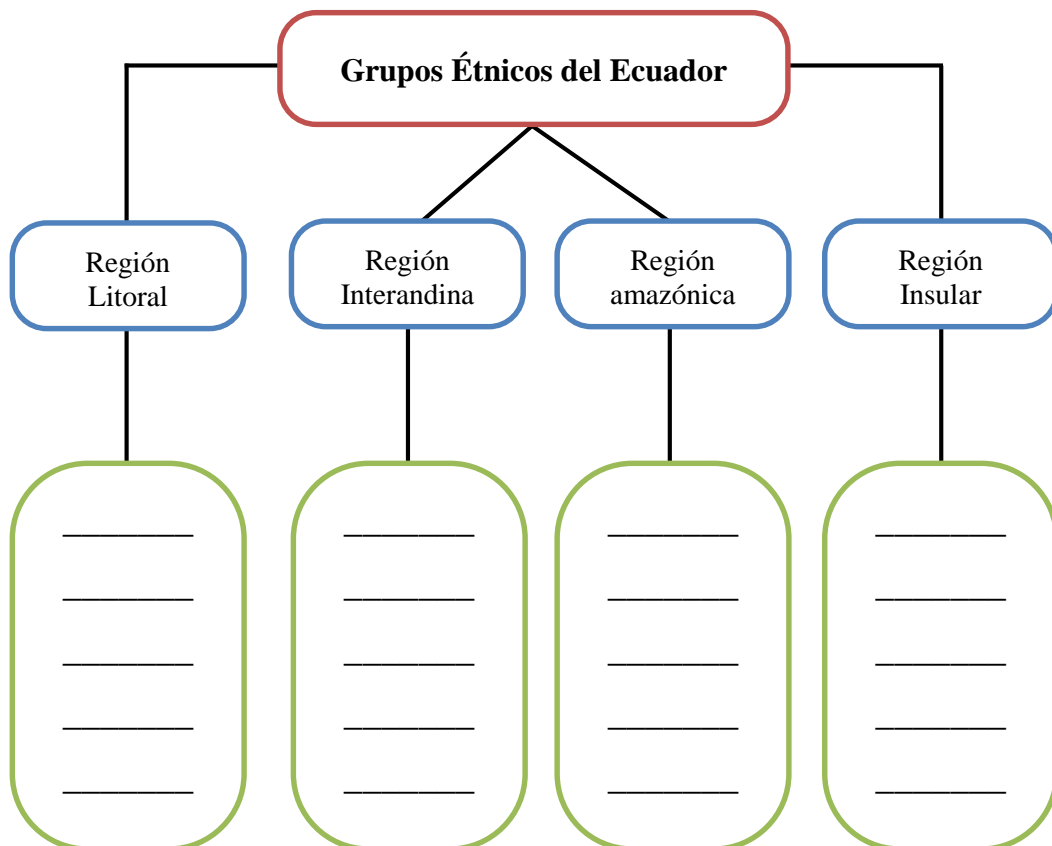 Grupos Étnicos del Ecuador
Región
Litoral
Región
Interandina
Región
amazónica
Región
Insular